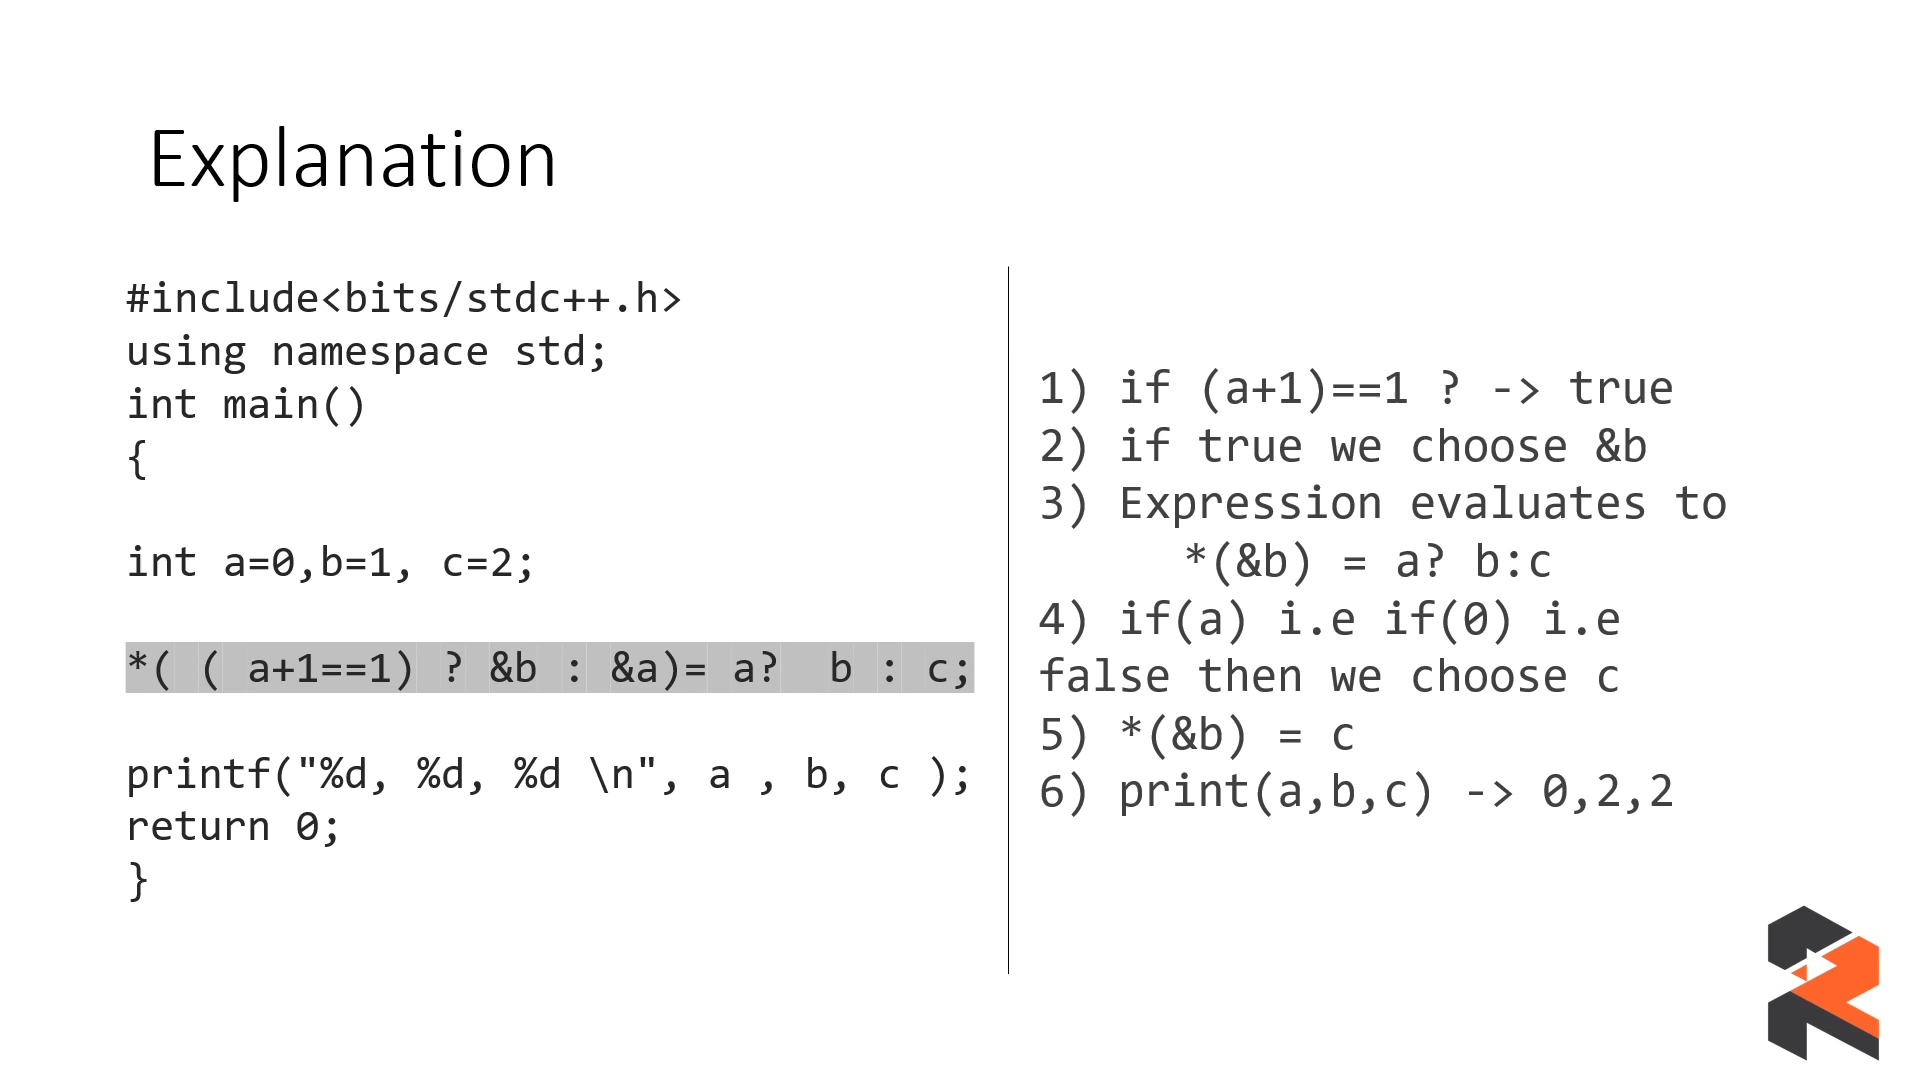 Explanation
#include<bits/stdc++.h>
using namespace std;
int main()
{
int a=0,b=1, c=2;
*( ( a+1==1) ? &b : &a)= a?  b : c;
printf("%d, %d, %d \n", a , b, c );
return 0;
}
1) if (a+1)==1 ? -> true
2) if true we choose &b
3) Expression evaluates to
*(&b) = a? b:c
4) if(a) i.e if(0) i.e
false then we choose c
5) *(&b) = c
6) print(a,b,c) -> 0,2,2